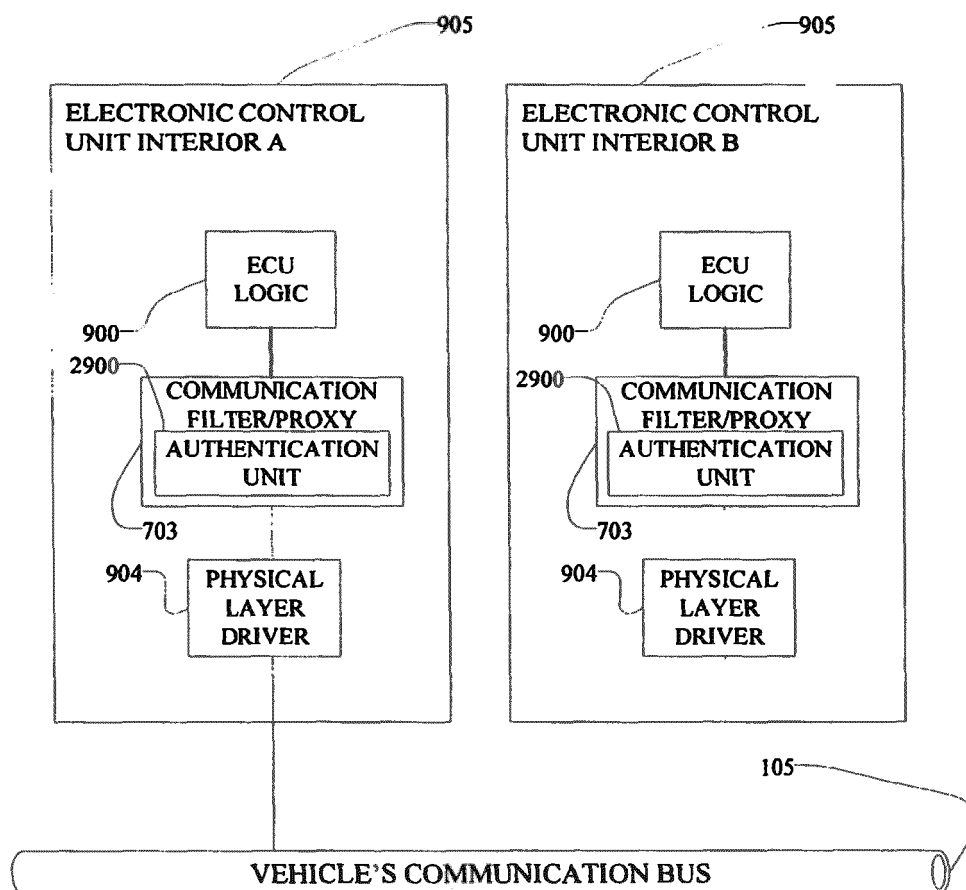 905
905
ELECTRONIC CONTROL
UNIT INTERIOR A
ELECTRONIC CONTROL
UNIT INTERIOR B
ECU
LOGIC
ECU
LOGIC
900
900
2900
2900
COMMUNICATION
FILTER/PROXY
AUTHENTICATION
UNIT
COMMUNICATION
FILTER/PROXY
AUTHENTICATION
UNIT
703
703
904
904
PHYSICAL
LAYER
DRIVER
PHYSICAL
LAYER
DRIVER
105
VEHICLE'S COMMUNICATION BUS